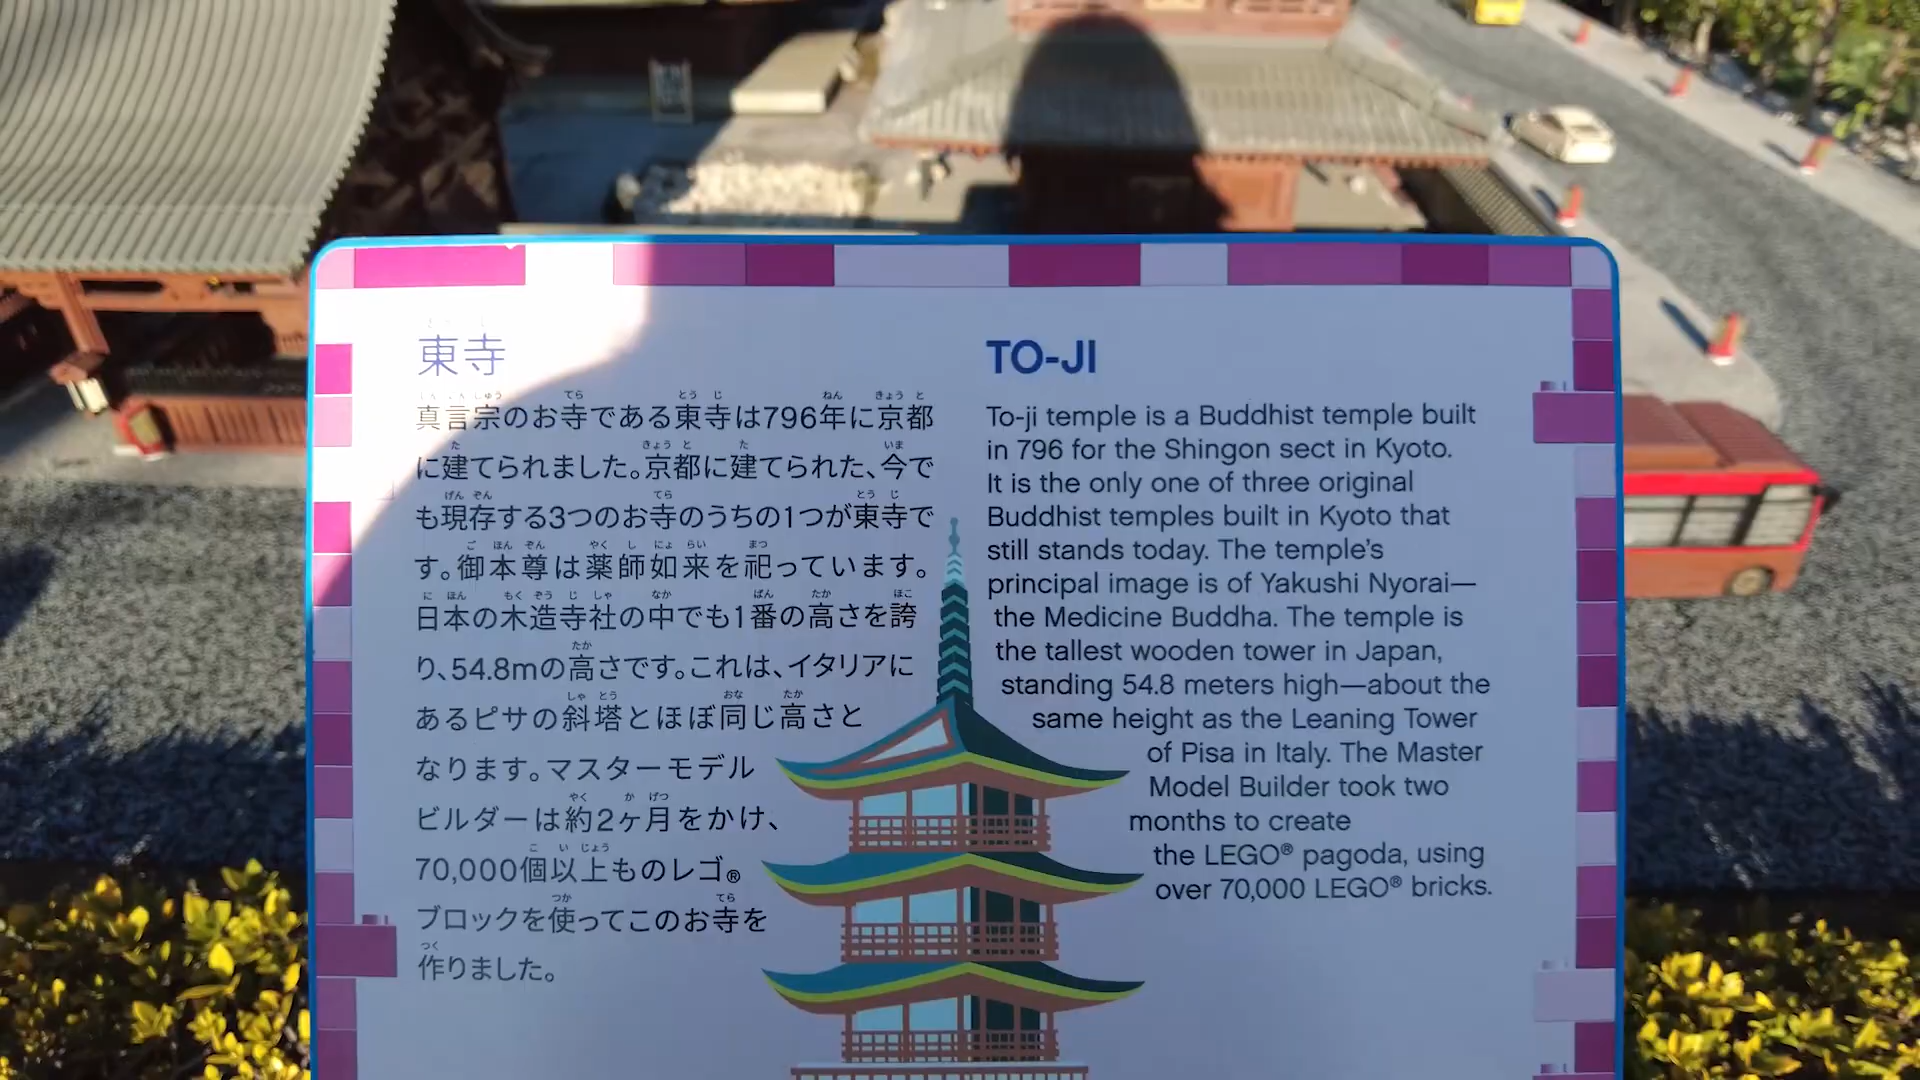 東寺
真言宗のお寺である東寺は796年に京都
に建てられました。京都に建てられた、今で
も現存する3つのお寺のうちの1つが東寺で
す。御本尊は薬師如来を祀っています。
日本の木造寺社の中でも1番の高さを誇
り、54.8mの高さです。これは、イタリアに
あるピサの斜塔とほぼ同じ高さと
なります。マスターモデル
ビルダーは約2ヶ月をかけ、
70,000個以上ものレゴ®
ブロックを使ってこのお寺を
作りました。
TO-JI
To-ji temple is a Buddhist temple built
in 796 for the Shingon sect in Kyoto.
It is the only one of three original
Buddhist temples built in Kyoto that
still stands today. The temple's
principal image is of Yakushi Nyorai—
the Medicine Buddha. The temple is
the tallest wooden tower in Japan,
standing 54.8 meters high—about the
same height as the Leaning Tower
of Pisa in Italy. The Master
Model Builder took two
months to create
the LEGO® pagoda, using
over 70,000 LEGO® bricks.